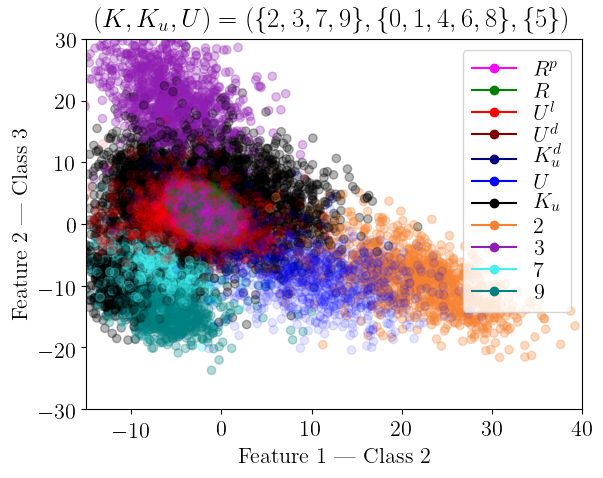 (K, K_u, U) = ({2, 3, 7, 9}, {0, 1, 4, 6, 8}, {5})
30
20
10
0
−10
−20
−30
Feature 2 — Class 3
R^p
R
U^l
U^d
K_u^d
U
K_u
2
3
7
9
−10
0
10
20
30
40
Feature 1 — Class 2